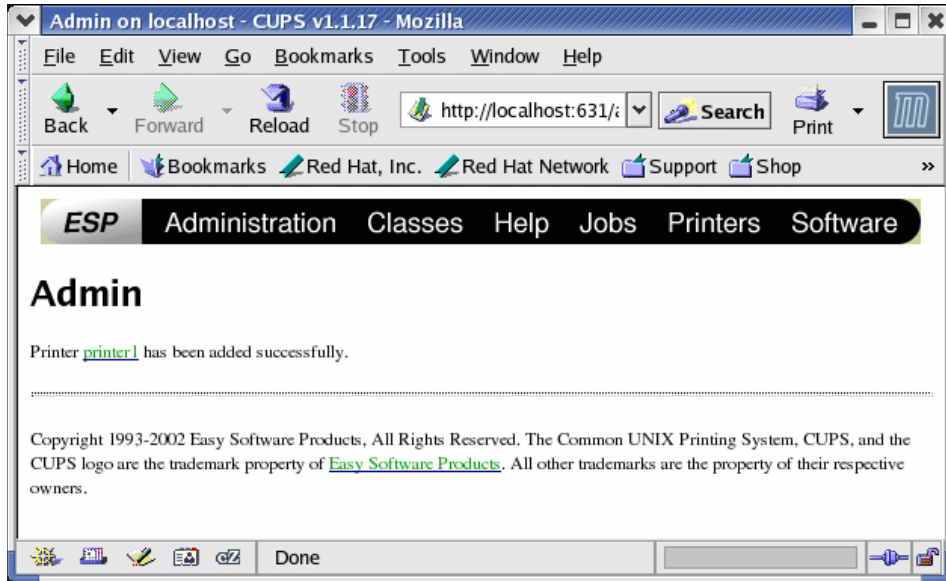 Admin on localhost - CUPS v1.1.17 - Mozilla
File Edit View Go Bookmarks Tools Window Help
Back Forward Reload Stop http://localhost:631/a Search Print
Home Bookmarks Red Hat, Inc. Red Hat Network Support Shop »
ESP Administration Classes Help Jobs Printers Software
Admin
Printer printer1 has been added successfully.
Copyright 1993-2002 Easy Software Products, All Rights Reserved. The Common UNIX Printing System, CUPS, and the
CUPS logo are the trademark property of Easy Software Products. All other trademarks are the property of their respective
owners.
Done